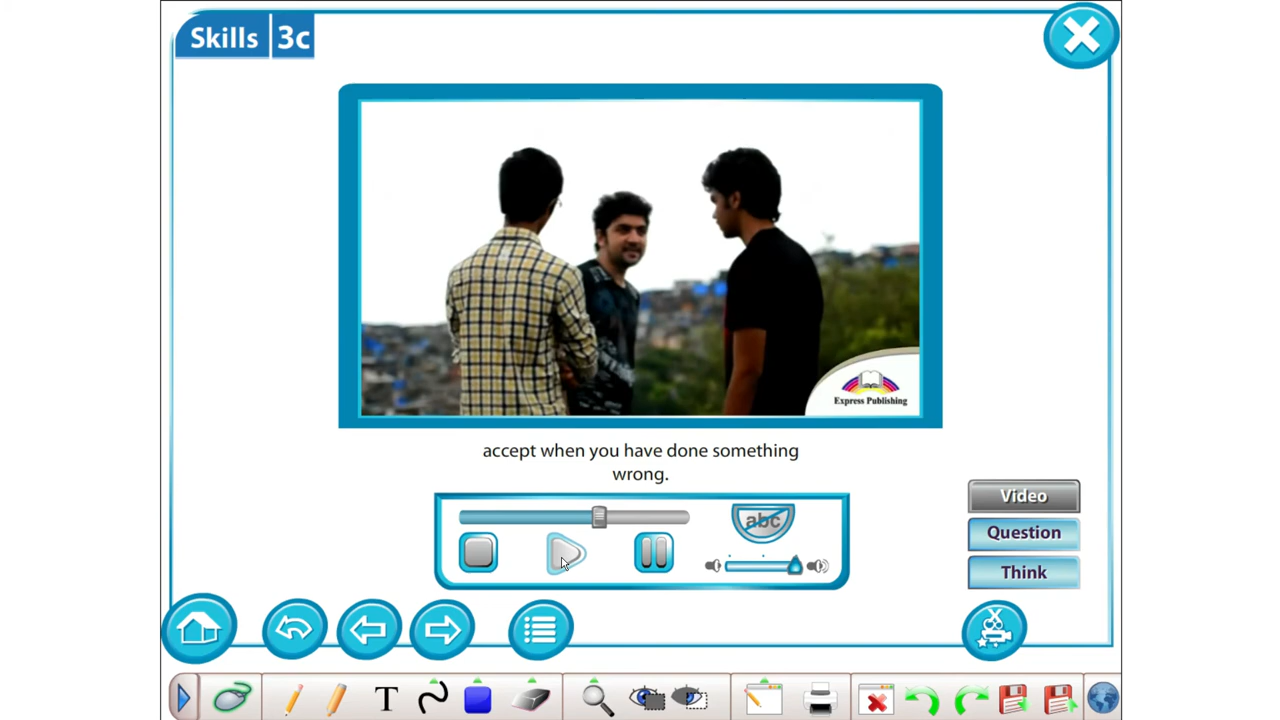 Skills 3c
Express Publishing
accept when you have done something
wrong.
abc
Video
Question
Think
T